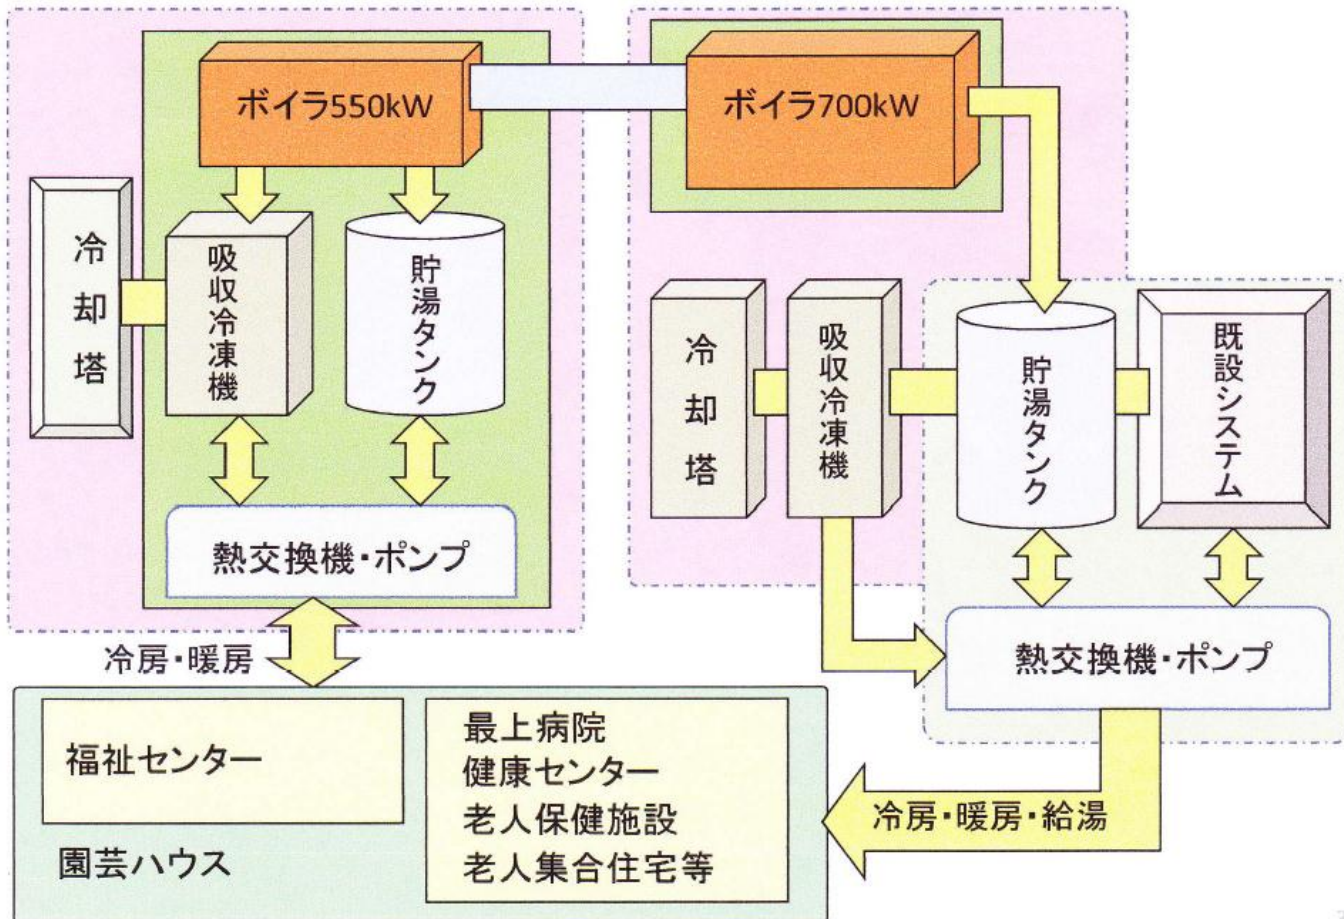 ボイラ550kW
ボイラ700kW
冷却塔
吸収冷凍機
貯湯タンク
冷却塔
吸収冷凍機
貯湯タンク
既設システム
熱交換機・ポンプ
熱交換機・ポンプ
冷房・暖房
福祉センター
園芸ハウス
最上病院
健康センター
老人保健施設
老人集合住宅等
冷房・暖房・給湯